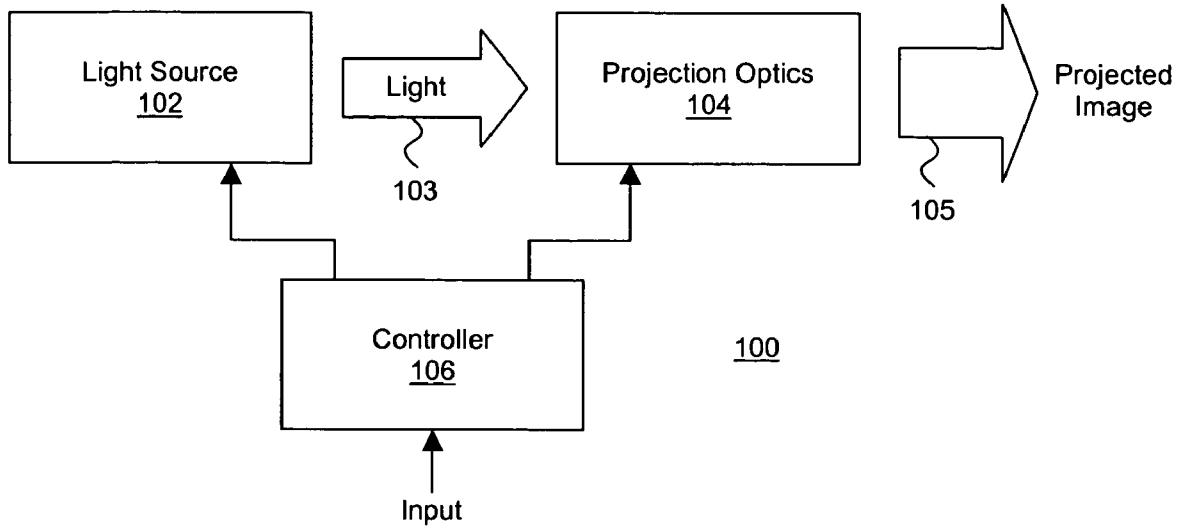 Light Source
102
Light
103
Projection Optics
104
105
Projected
Image
Controller
106
100
Input